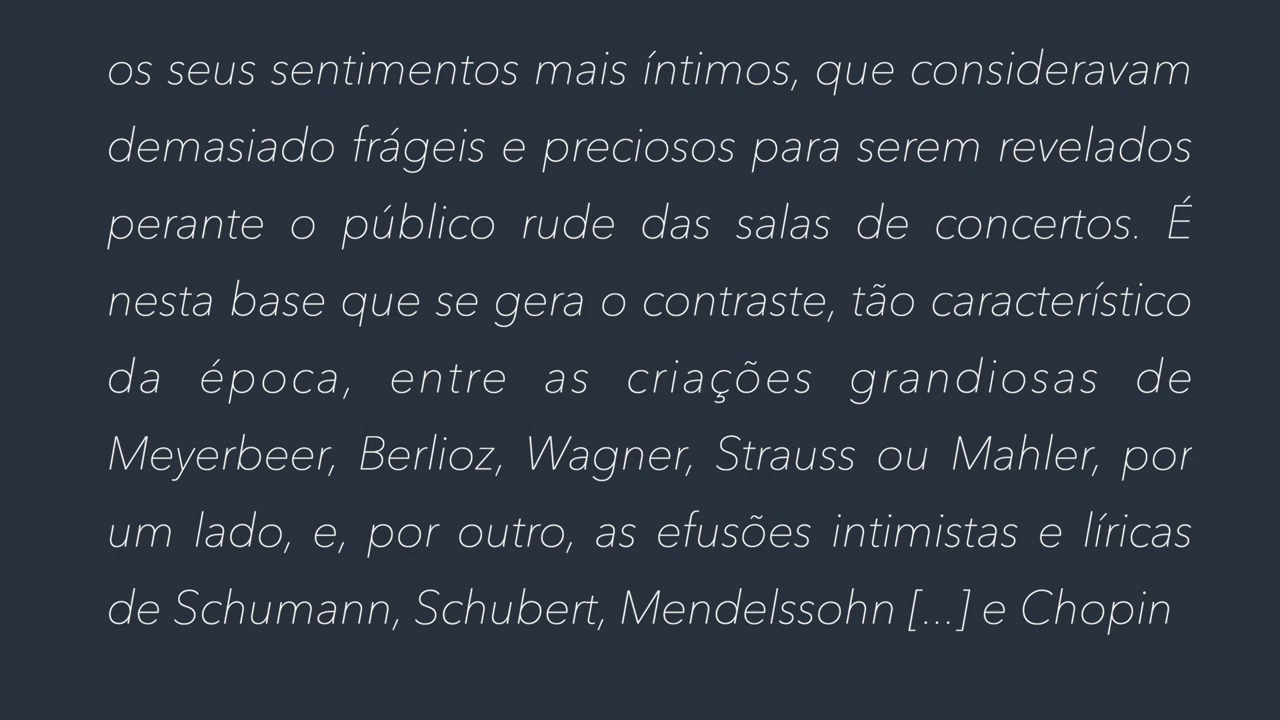 os seus sentimentos mais íntimos, que consideravam
demasiado frágeis e preciosos para serem revelados
perante o público rude das salas de concertos. É
nesta base que se gera o contraste, tão característico
da época, entre as criações grandiosas de
Meyerbeer, Berlioz, Wagner, Strauss ou Mahler, por
um lado, e, por outro, as efusões intimistas e líricas
de Schumann, Schubert, Mendelssohn [...] e Chopin